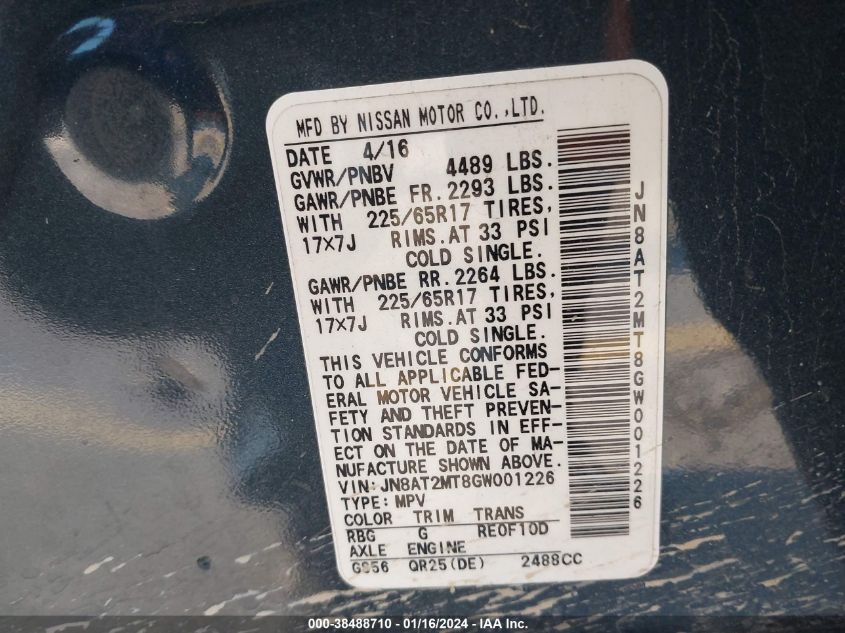 MFD BY NISSAN MOTOR CO.,LTD.
DATE 4/16
GVWR/PNBV 4489 LBS.
GAWR/PNBE FR. 2293 LBS.
WITH 225/65R17 TIRES,
17×7J RIMS. AT 33 PSI
COLD SINGLE.
GAWR/PNBE RR. 2264 LBS.
WITH 225/65R17 TIRES,
17×7J RIMS. AT 33 PSI
COLD SINGLE.
THIS VEHICLE CONFORMS
TO ALL APPLICABLE FED-
ERAL MOTOR VEHICLE SA-
FETY AND THEFT PREVEN-
TION STANDARDS IN EFF-
ECT ON THE DATE OF MA-
NUFACTURE SHOWN ABOVE.
VIN:JN8AT2MT8GW001226
TYPE:MPV
COLOR TRIM TRANS
RBG G RE0F10D
AXLE ENGINE
GS56 QR25(DE) 2488CC
JN8AT2MT8GW001226
000-38488710 - 01/16/2024 - IAA Inc.